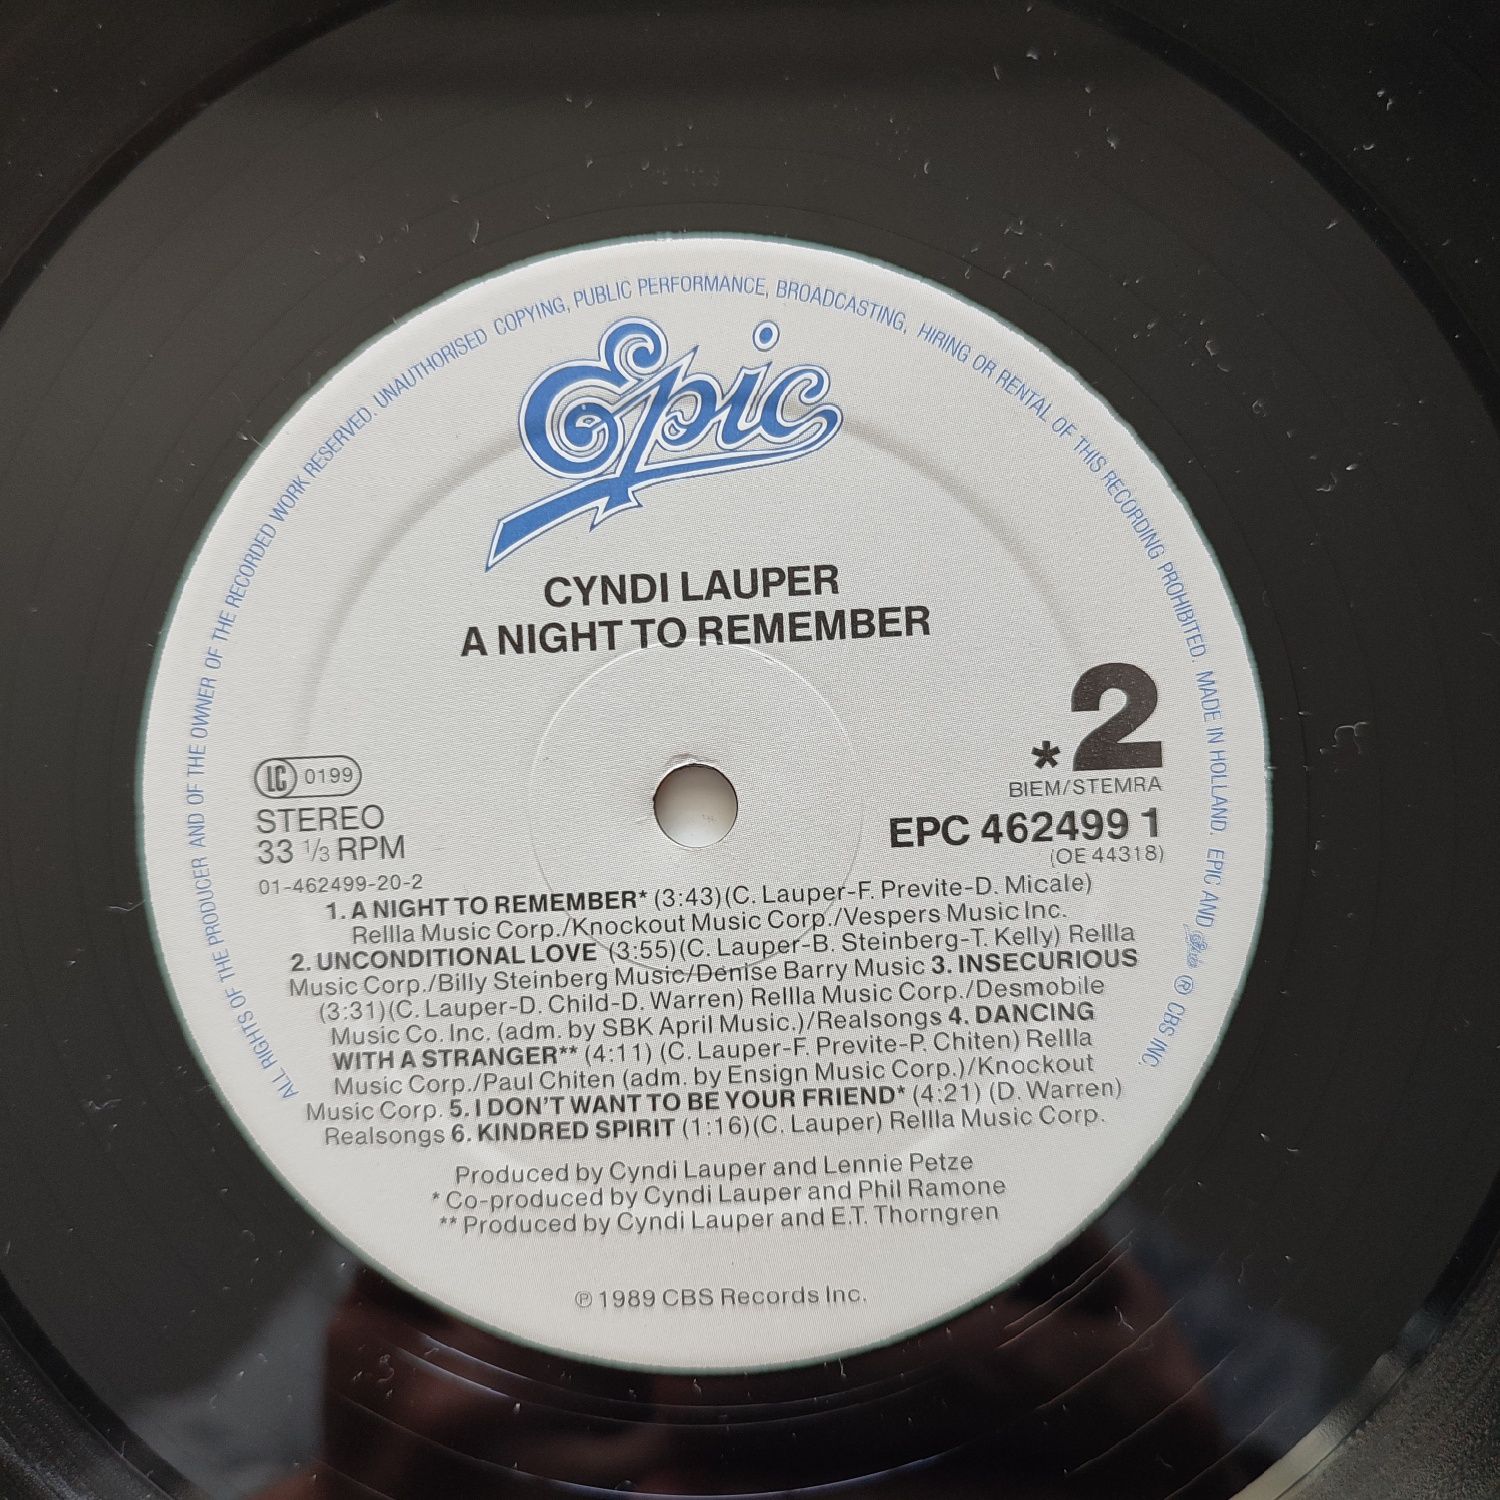 ALL RIGHTS OF THE PRODUCER AND OF THE OWNER OF THE RECORDED WORK RESERVED. UNAUTHORISED COPYING, PUBLIC PERFORMANCE, BROADCASTING, HIRING OR RENTAL OF THIS RECORDING PROHIBITED. MADE IN HOLLAND. EPIC AND Epic ® CBS INC.
Epic
CYNDI LAUPER
A NIGHT TO REMEMBER
*2
BIEM/STEMRA
EPC 462499 1
(OE 44318)
LC 0199
STEREO
33 1/3 RPM
01-462499-20-2
1. A NIGHT TO REMEMBER* (3:43)(C. Lauper-F. Previte-D. Micale)
Rellla Music Corp./Knockout Music Corp./Vespers Music Inc.
2. UNCONDITIONAL LOVE (3:55)(C. Lauper-B. Steinberg-T. Kelly) Rellla
Music Corp./Billy Steinberg Music/Denise Barry Music 3. INSECURIOUS
(3:31)(C. Lauper-D. Child-D. Warren) Rellla Music Corp./Desmobile
Music Co. Inc. (adm. by SBK April Music.)/Realsongs 4. DANCING
WITH A STRANGER** (4:11) (C. Lauper-F. Previte-P. Chiten) Rellla
Music Corp./Paul Chiten (adm. by Ensign Music Corp.)/Knockout
Music Corp. 5. I DON'T WANT TO BE YOUR FRIEND* (4:21) (D. Warren)
Realsongs 6. KINDRED SPIRIT (1:16)(C. Lauper) Rellla Music Corp.
Produced by Cyndi Lauper and Lennie Petze
* Co-produced by Cyndi Lauper and Phil Ramone
** Produced by Cyndi Lauper and E.T. Thorngren
℗ 1989 CBS Records Inc.